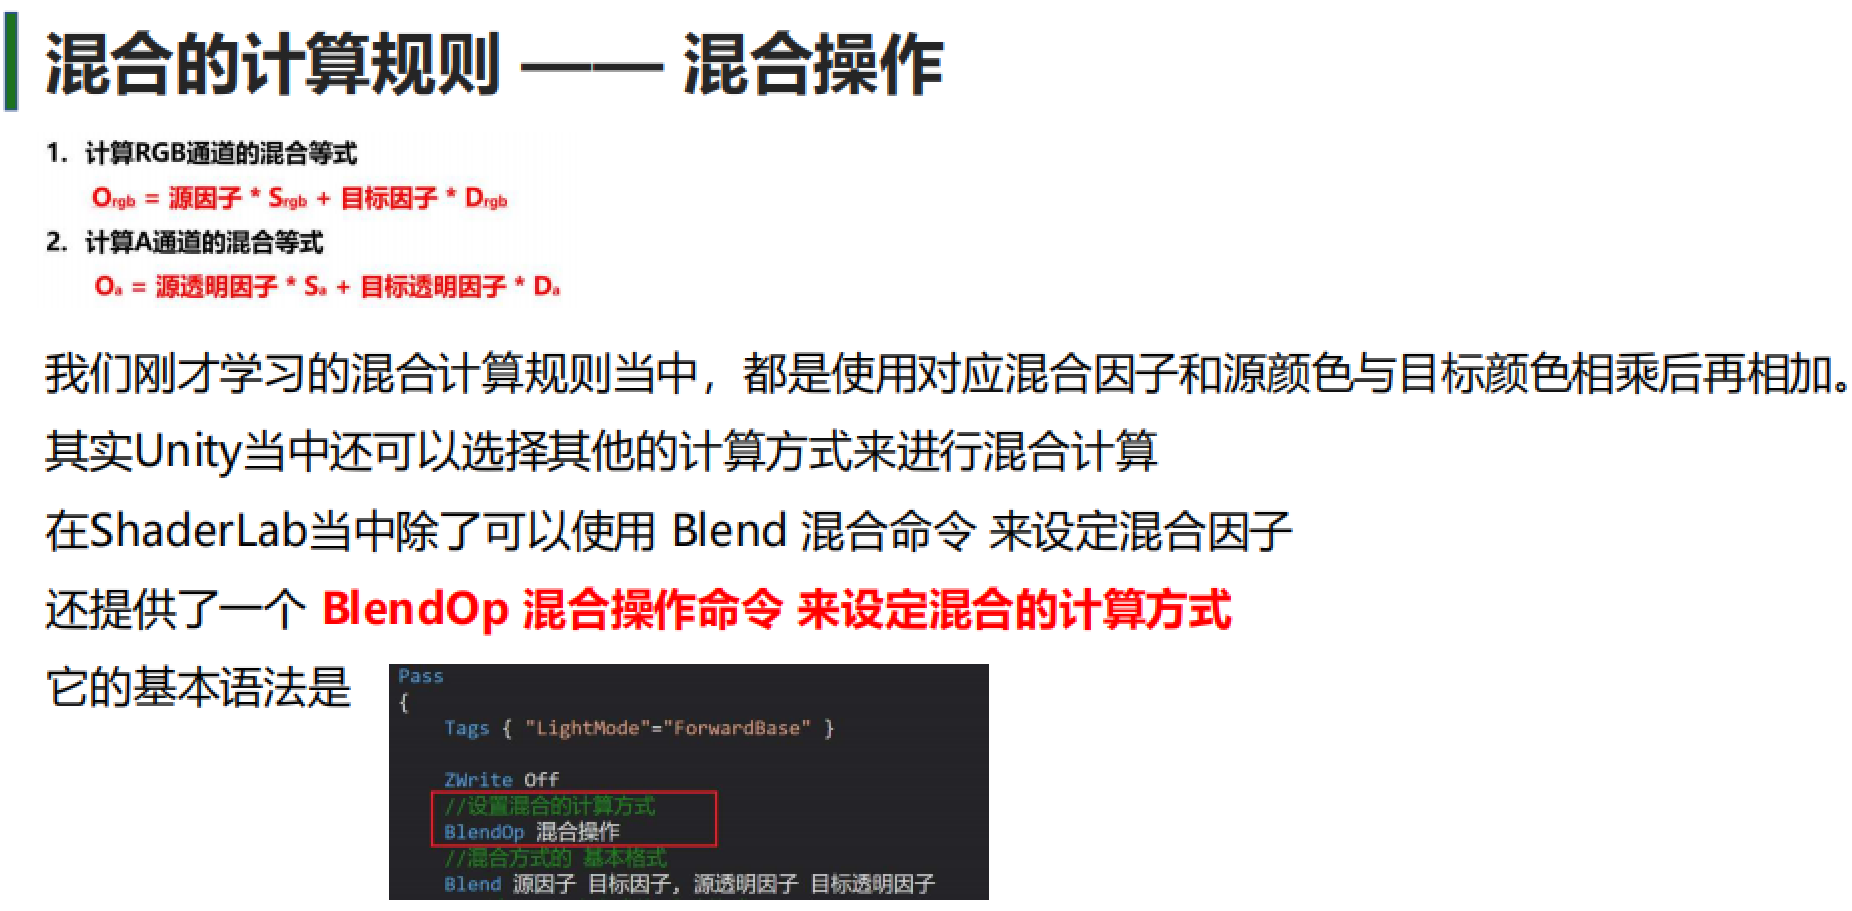 混合的计算规则 —— 混合操作
1. 计算RGB通道的混合等式
Orgb = 源因子 * Srgb + 目标因子 * Drgb
2. 计算A通道的混合等式
Oa = 源透明因子 * Sa + 目标透明因子 * Da
我们刚才学习的混合计算规则当中，都是使用对应混合因子和源颜色与目标颜色相乘后再相加。
其实Unity当中还可以选择其他的计算方式来进行混合计算
在ShaderLab当中除了可以使用 Blend 混合命令 来设定混合因子
还提供了一个 BlendOp 混合操作命令 来设定混合的计算方式
它的基本语法是
Pass
{
Tags { "LightMode"="ForwardBase" }
ZWrite Off
//设置混合的计算方式
BlendOp 混合操作
//混合方式的 基本格式
Blend 源因子 目标因子, 源透明因子 目标透明因子